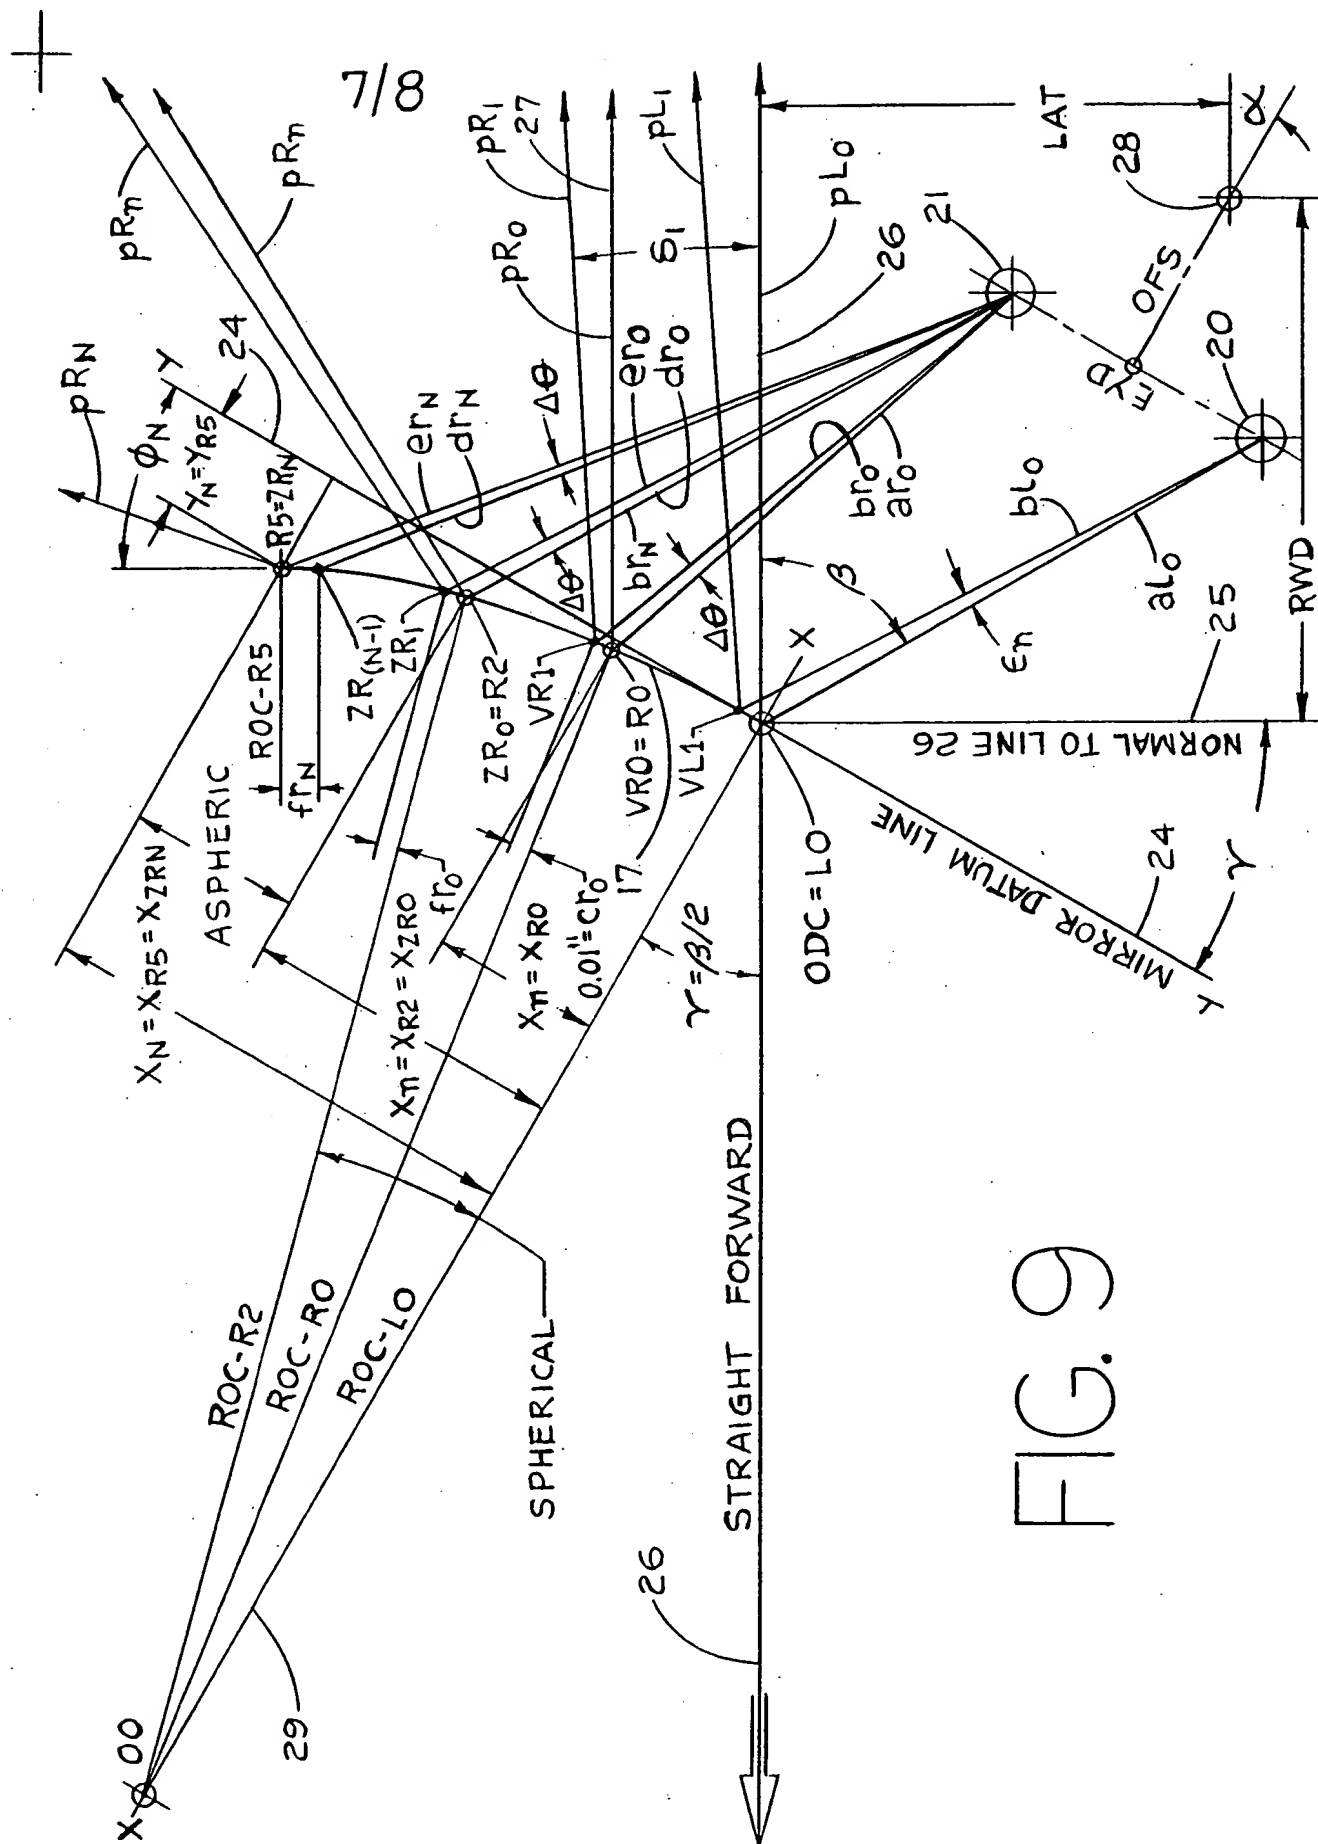 7/8
pRn
pRn
pRN
ϕN
YN=YR5
Y
24
R5=ZRN
ROC-R5
frN
ZR(N-1)
ZR1
erN
drN
Δθ
pR1
27
pR0
δ1
pL1
LAT
28
α
pL0
26
21
OFS
EYD
20
er0
dr0
Δθ
brN
br0
ar0
Δθ
bL0
aL0
β
ϵn
25
RWD
X
ASPHERIC
XN=XR5=XZRN
Xn=XR2=XZR0
fr0
ZR0=R2
VR1
Xn=XR0
0.01"=cr0
17
VR0=R0
VL1
NORMAL TO LINE 26
γ=β/2
ODC=L0
MIRROR DATUM LINE
24
γ
Y
X
00
29
ROC-R2
ROC-R0
ROC-L0
SPHERICAL
STRAIGHT FORWARD
26
FIG. 9